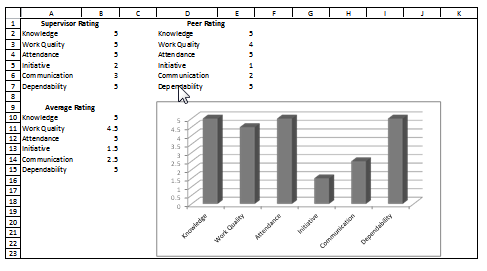 A B C D E F G H I J K
1 Supervisor Rating Peer Rating
2 Knowledge 5 Knowledge 5
3 Work Quality 5 Work Quality 4
4 Attendance 5 Attendance 5
5 Initiative 2 Initiative 1
6 Communication 3 Communication 2
7 Dependability 5 Dependability 5
8
9 Average Rating
10 Knowledge 5
11 Work Quality 4.5
12 Attendance 5
13 Initiative 1.5
14 Communication 2.5
15 Dependability 5
16
17
18
19
20
21
22
23
5
4.5
4
3.5
3
2.5
2
1.5
1
0.5
0
Knowledge
Work Quality
Attendance
Initiative
Communication
Dependability